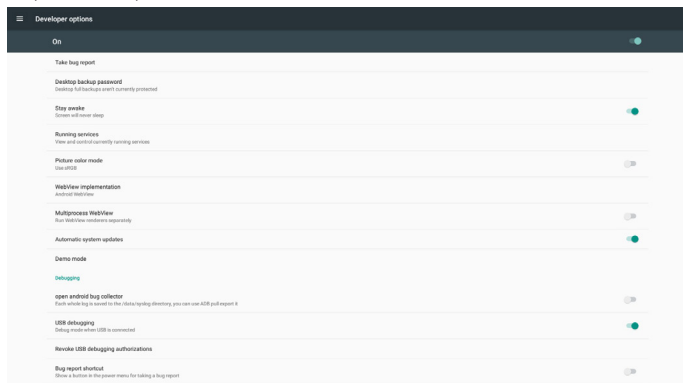 Developer options
On
Take bug report
Desktop backup password
Desktop full backups aren't currently protected
Stay awake
Screen will never sleep
Running services
View and control currently running services
Picture color mode
Use sRGB
WebView implementation
Android WebView
Multiprocess WebView
Run WebView renderers separately
Automatic system updates
Demo mode
Debugging
open android bug collector
Each whole log is saved to the /data/syslog directory, you can use ADB pull export it
USB debugging
Debug mode when USB is connected
Revoke USB debugging authorizations
Bug report shortcut
Show a button in the power menu for taking a bug report